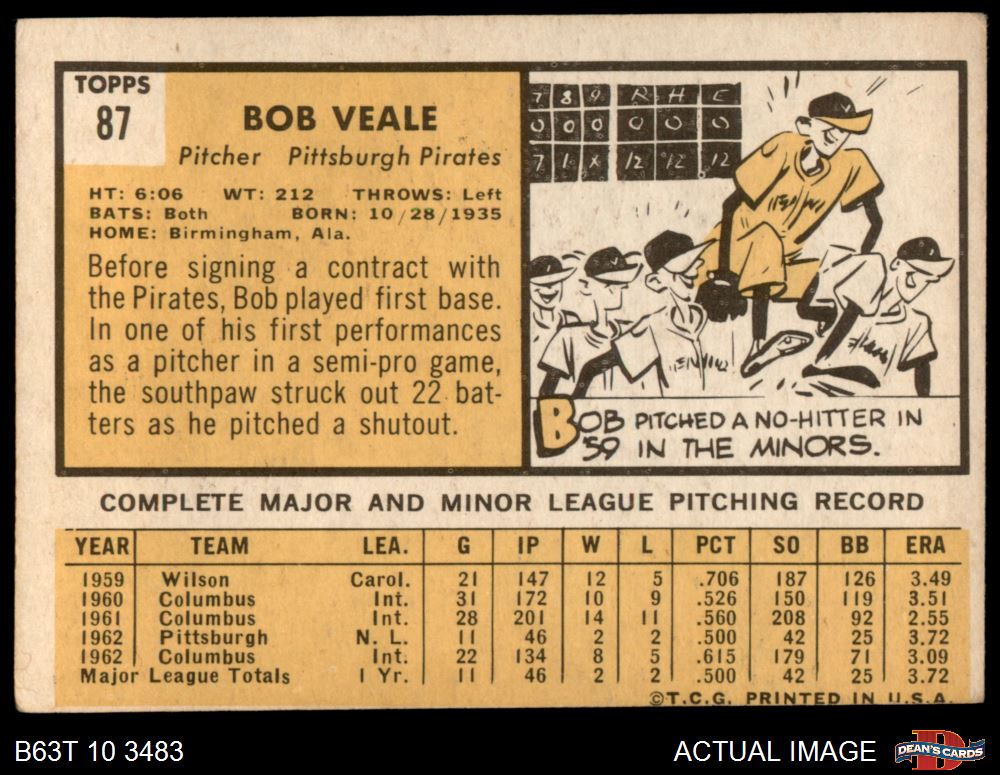 TOPPS
87
BOB VEALE
Pitcher Pittsburgh Pirates
HT: 6:06 WT: 212 THROWS: Left
BATS: Both BORN: 10/28/1935
HOME: Birmingham, Ala.
Before signing a contract with
the Pirates, Bob played first base.
In one of his first performances
as a pitcher in a semi-pro game,
the southpaw struck out 22 bat-
ters as he pitched a shutout.
7 8 9 R H E
0 0 0 0 0 0
7 1 X 12 12 12
BOB PITCHED A NO-HITTER IN
'59 IN THE MINORS.
COMPLETE MAJOR AND MINOR LEAGUE PITCHING RECORD
YEAR TEAM LEA. G IP W L PCT SO BB ERA
1959 Wilson Carol. 21 147 12 5 .706 187 126 3.49
1960 Columbus Int. 31 172 10 9 .526 150 119 3.51
1961 Columbus Int. 28 201 14 11 .560 208 92 2.55
1962 Pittsburgh N. L. 11 46 2 2 .500 42 25 3.72
1962 Columbus Int. 22 134 8 5 .615 179 71 3.09
Major League Totals 1 Yr. 11 46 2 2 .500 42 25 3.72
©T.C.G. PRINTED IN U.S.A.
B63T 10 3483
ACTUAL IMAGE
DEAN'S CARDS